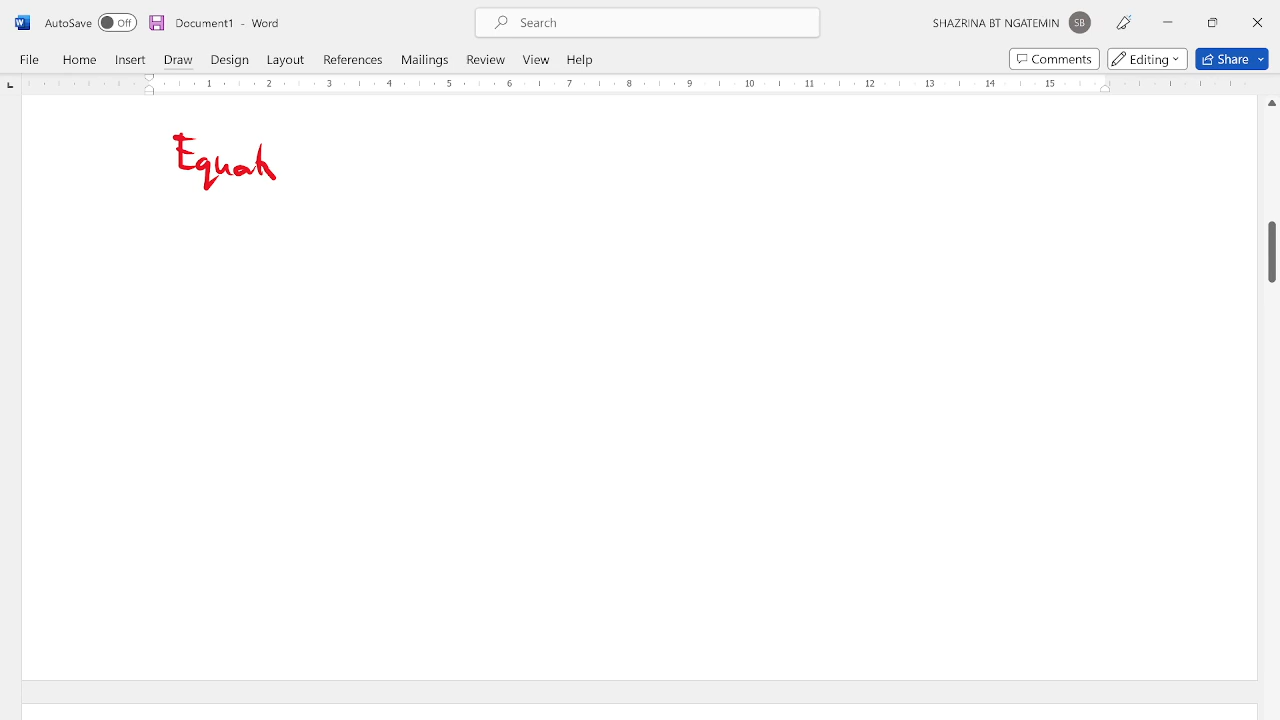 AutoSave Off Document1 - Word Search SHAZRINA BT NGATEMIN SB
File Home Insert Draw Design Layout References Mailings Review View Help Comments Editing Share
1 2 3 4 5 6 7 8 9 10 11 12 13 14 15
Equat